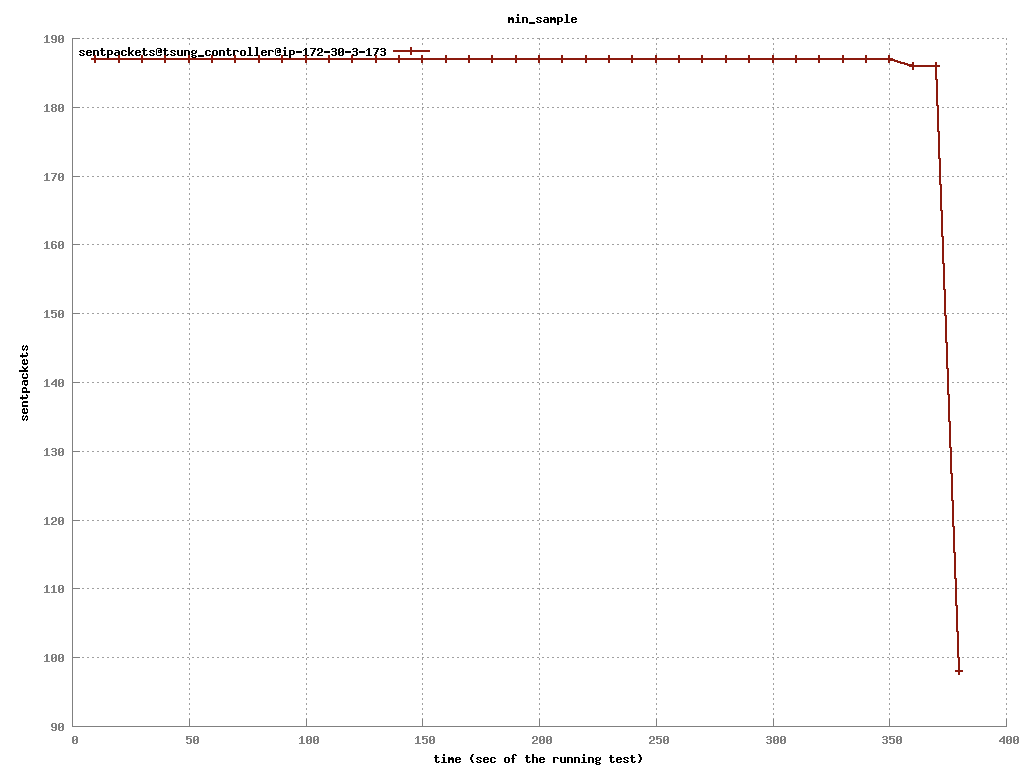 min_sample
190
sentpackets@tsung_controller@ip-172-30-3-173
180
170
160
150
140
130
120
110
100
90
sentpackets
0 50 100 150 200 250 300 350 400
time (sec of the running test)